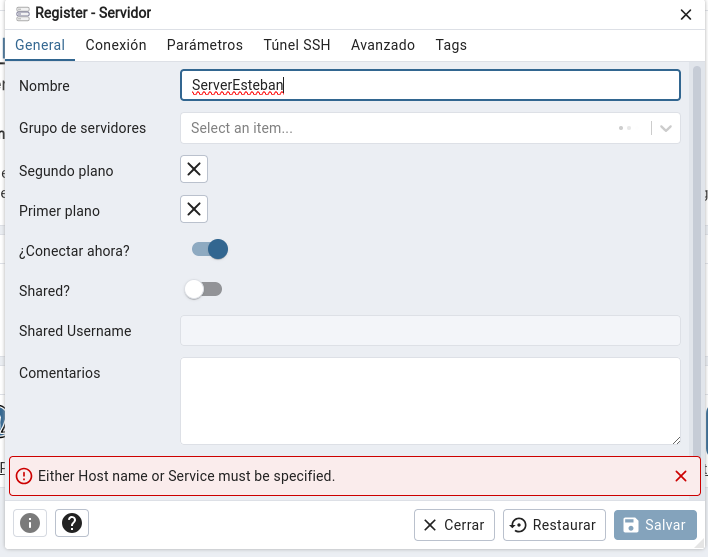 Register - Servidor
General Conexión Parámetros Túnel SSH Avanzado Tags
Nombre ServerEsteban
Grupo de servidores Select an item...
Segundo plano
Primer plano
¿Conectar ahora?
Shared?
Shared Username
Comentarios
Either Host name or Service must be specified.
Cerrar Restaurar Salvar